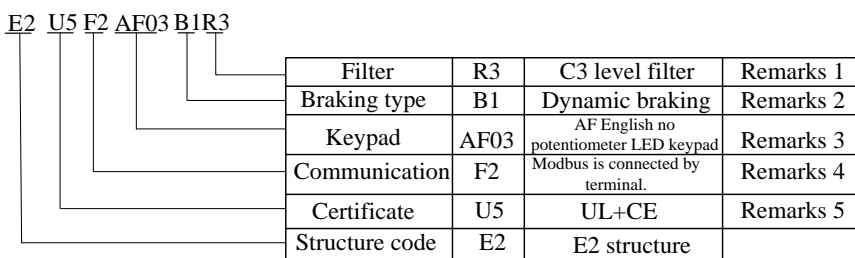 E2 U5 F2 AF03 B1R3
Filter R3 C3 level filter Remarks 1
Braking type B1 Dynamic braking Remarks 2
Keypad AF03 AF English no potentiometer LED keypad Remarks 3
Communication F2 Modbus is connected by terminal. Remarks 4
Certificate U5 UL+CE Remarks 5
Structure code E2 E2 structure